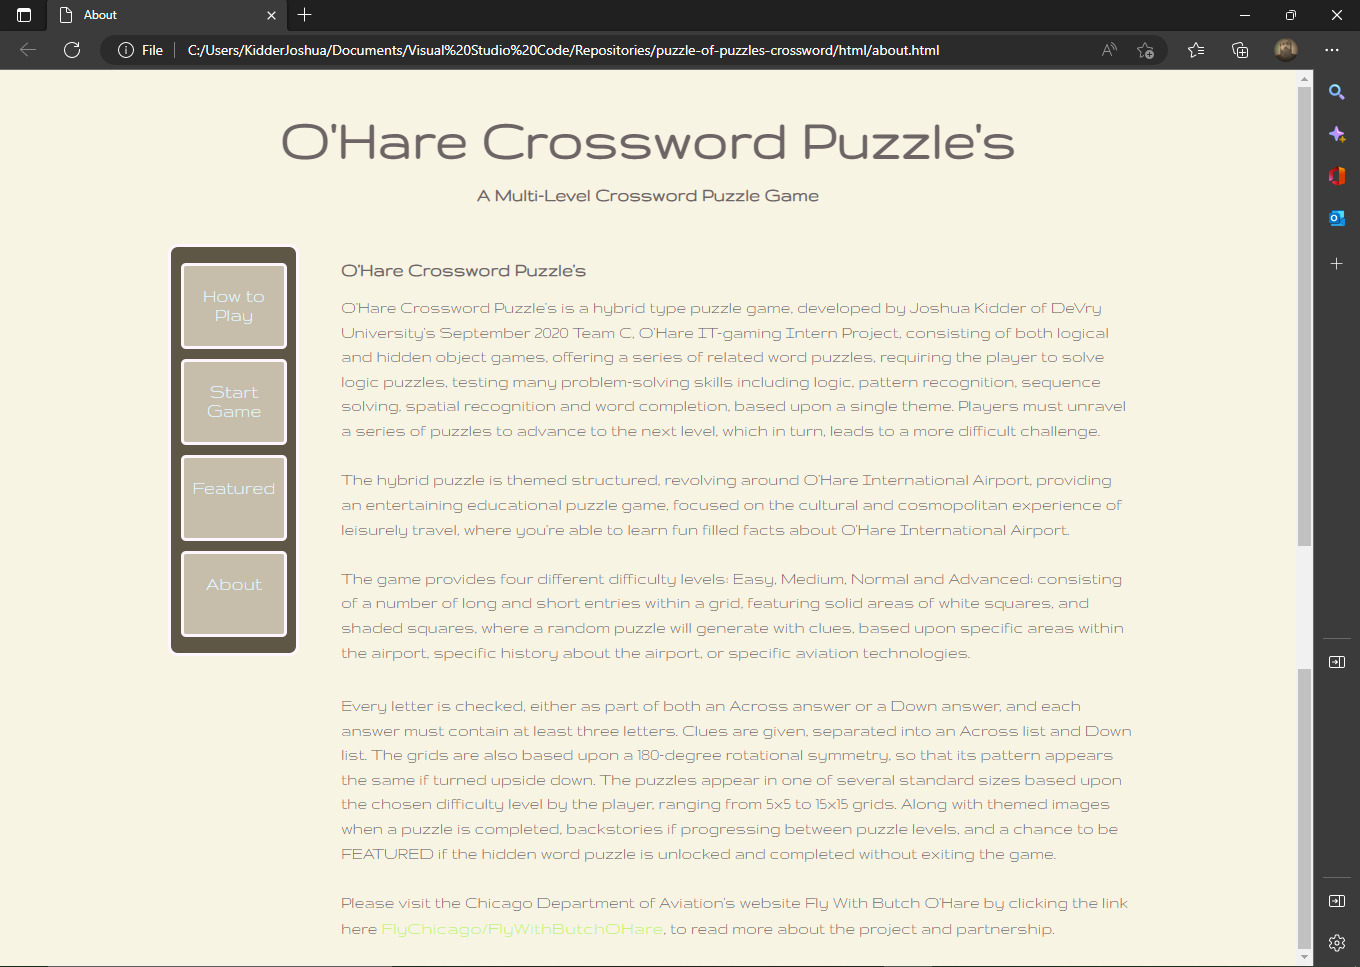 About
File
C:/Users/KidderJoshua/Documents/Visual%20Studio%20Code/Repositories/puzzle-of-puzzles-crossword/html/about.html
O'Hare Crossword Puzzle's
A Multi-Level Crossword Puzzle Game
How to
Play
Start
Game
Featured
About
O'Hare Crossword Puzzle's
O'Hare Crossword Puzzle's is a hybrid type puzzle game, developed by Joshua Kidder of DeVry
University's September 2020 Team C, O'Hare IT-gaming Intern Project, consisting of both logical
and hidden object games, offering a series of related word puzzles, requiring the player to solve
logic puzzles, testing many problem-solving skills including logic, pattern recognition, sequence
solving, spatial recognition and word completion, based upon a single theme. Players must unravel
a series of puzzles to advance to the next level, which in turn, leads to a more difficult challenge.
The hybrid puzzle is themed structured, revolving around O'Hare International Airport, providing
an entertaining educational puzzle game, focused on the cultural and cosmopolitan experience of
leisurely travel, where you're able to learn fun filled facts about O'Hare International Airport.
The game provides four different difficulty levels: Easy, Medium, Normal and Advanced; consisting
of a number of long and short entries within a grid, featuring solid areas of white squares, and
shaded squares, where a random puzzle will generate with clues, based upon specific areas within
the airport, specific history about the airport, or specific aviation technologies.
Every letter is checked, either as part of both an Across answer or a Down answer, and each
answer must contain at least three letters. Clues are given, separated into an Across list and Down
list. The grids are also based upon a 180-degree rotational symmetry, so that its pattern appears
the same if turned upside down. The puzzles appear in one of several standard sizes based upon
the chosen difficulty level by the player, ranging from 5x5 to 15x15 grids. Along with themed images
when a puzzle is completed, backstories if progressing between puzzle levels, and a chance to be
FEATURED if the hidden word puzzle is unlocked and completed without exiting the game.
Please visit the Chicago Department of Aviation's website Fly With Butch O'Hare by clicking the link
here FlyChicago/FlyWithButchOHare, to read more about the project and partnership.